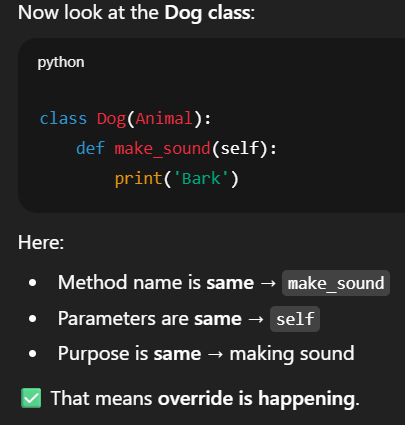 Now look at the Dog class:
python
class Dog(Animal):
    def make_sound(self):
        print('Bark')
Here:
• Method name is same → make_sound
• Parameters are same → self
• Purpose is same → making sound
✅ That means override is happening.